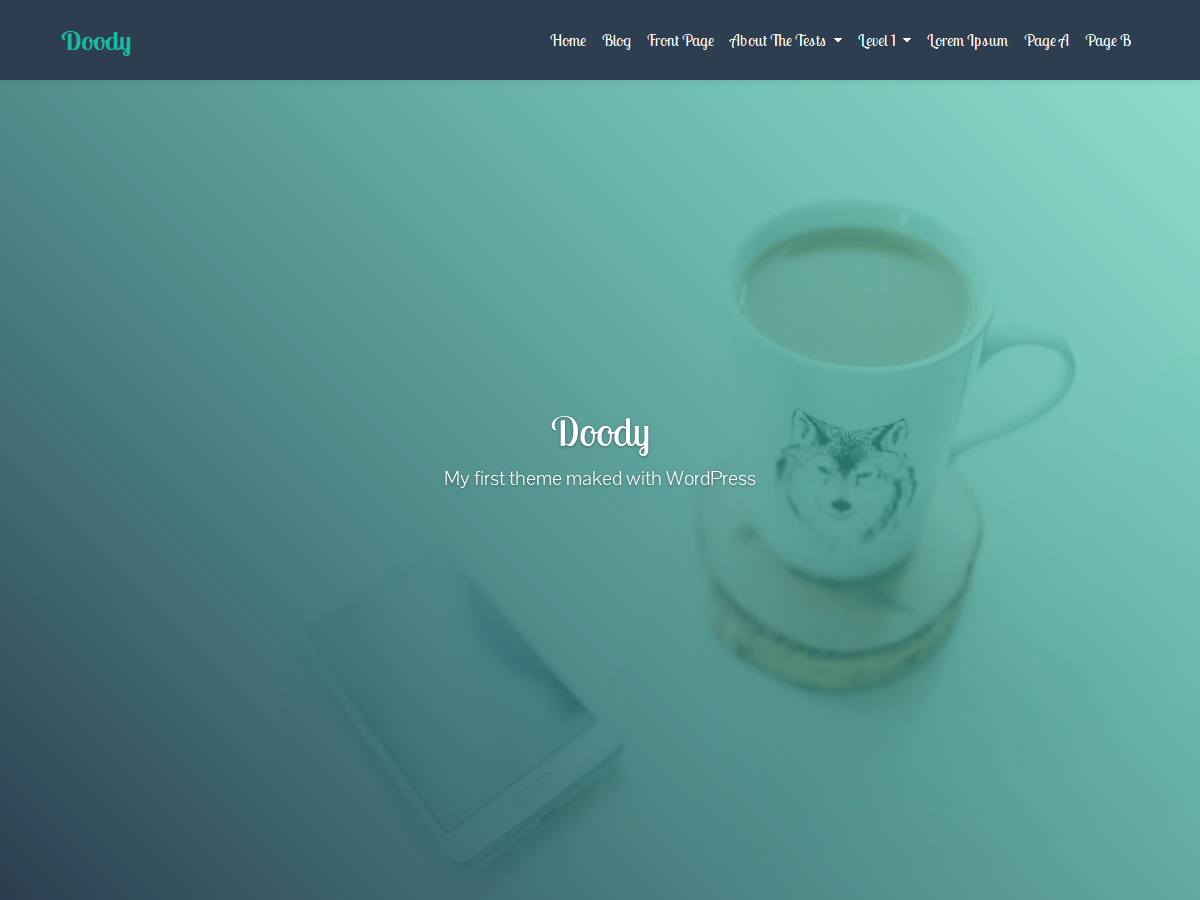 Doody
Home Blog Front Page About The Tests Level 1 Lorem Ipsum Page A Page B
Doody
My first theme maked with WordPress